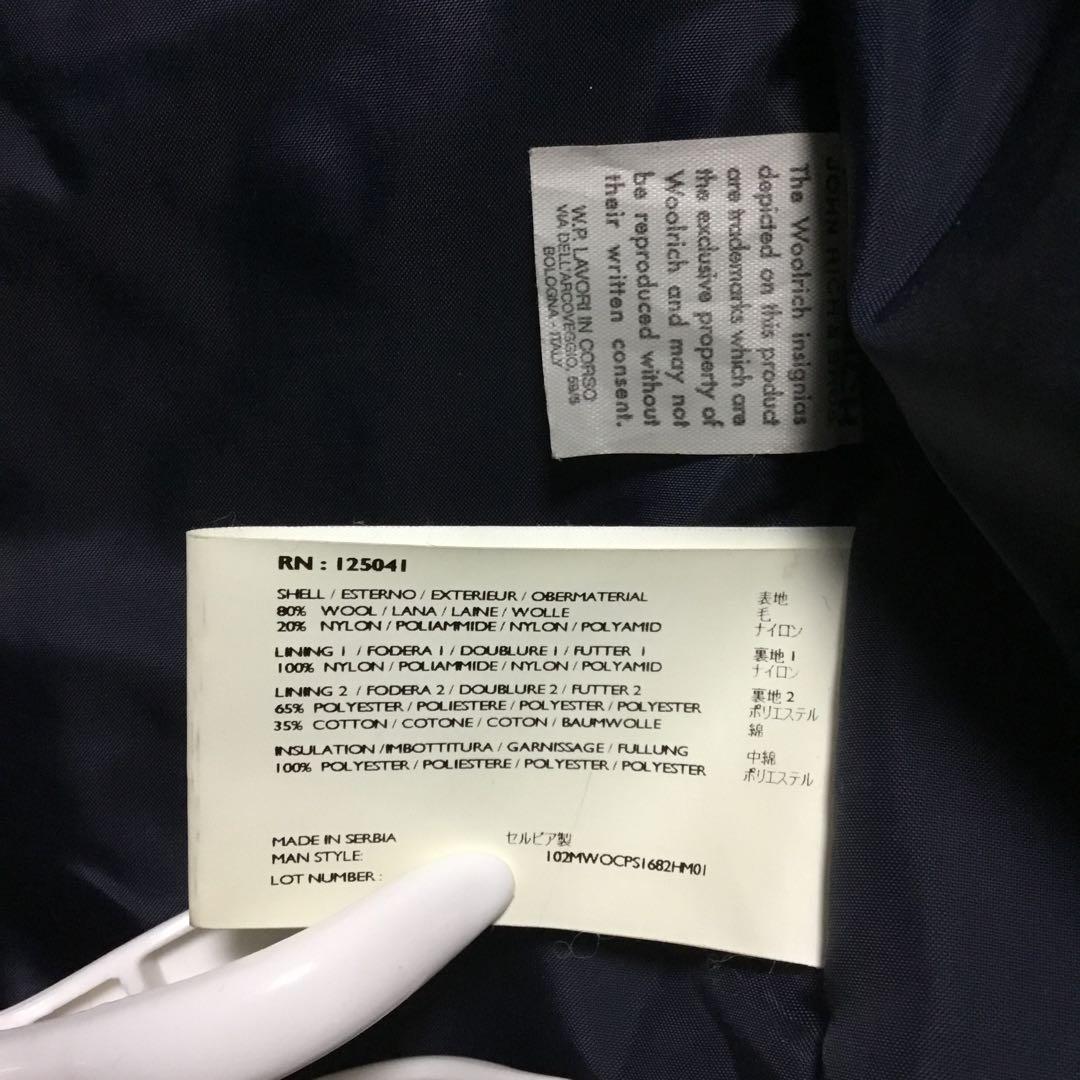 JOHN RICH & BROS.
The Woolrich insignias
depicted on this product
are trademarks which are
the exclusive property of
Woolrich and may not
be reproduced without
their written consent.
W.P. LAVORI IN CORSO
VIA DELL'ARCOVEGGIO, 59/5
BOLOGNA - ITALY
RN : 125041
SHELL / ESTERNO / EXTERIEUR / OBERMATERIAL 表地
80% WOOL / LANA / LAINE / WOLLE 毛
20% NYLON / POLIAMMIDE / NYLON / POLYAMID ナイロン
LINING 1 / FODERA 1 / DOUBLURE 1 / FUTTER 1 裏地 1
100% NYLON / POLIAMMIDE / NYLON / POLYAMID ナイロン
LINING 2 / FODERA 2 / DOUBLURE 2 / FUTTER 2 裏地 2
65% POLYESTER / POLIESTERE / POLYESTER / POLYESTER ポリエステル
35% COTTON / COTONE / COTON / BAUMWOLLE 綿
INSULATION / IMBOTTITURA / GARNISSAGE / FULLUNG 中綿
100% POLYESTER / POLIESTERE / POLYESTER / POLYESTER ポリエステル
MADE IN SERBIA セルビア製
MAN STYLE: 102MWOCPS1682HM01
LOT NUMBER :